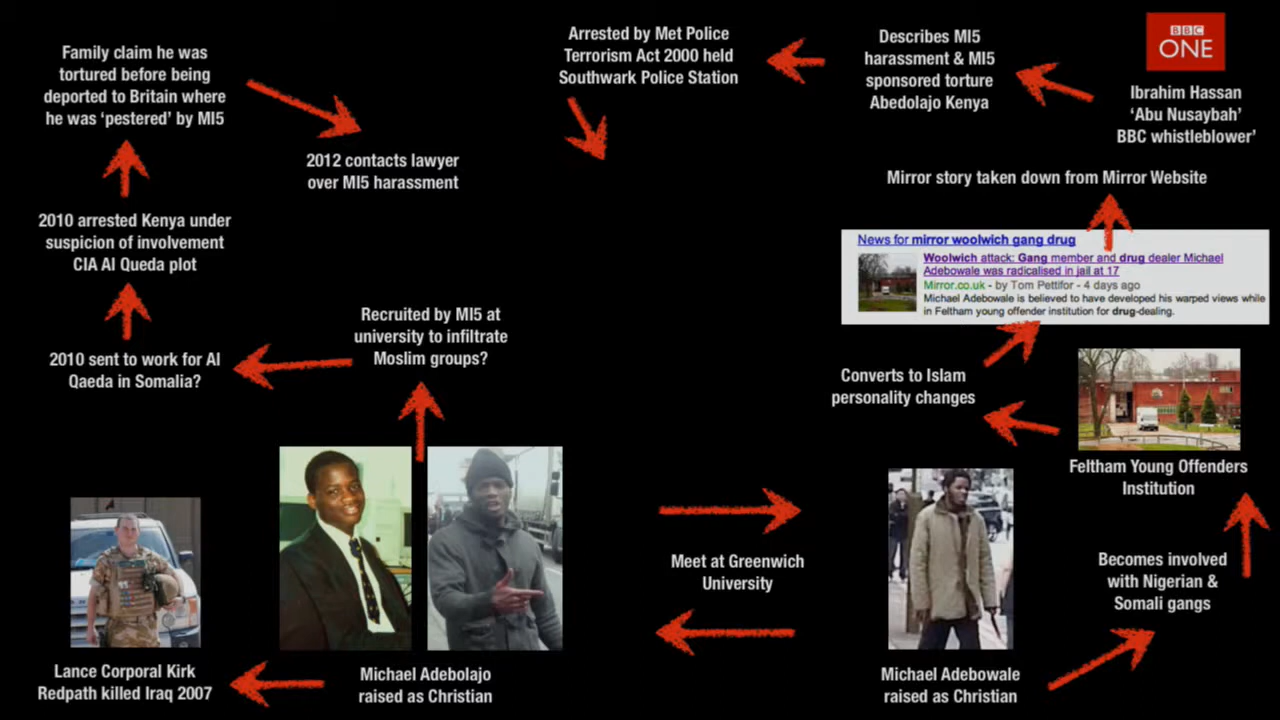 Family claim he was
tortured before being
deported to Britain where
he was ‘pestered’ by MI5
2012 contacts lawyer
over MI5 harassment
2010 arrested Kenya under
suspicion of involvement
CIA Al Queda plot
2010 sent to work for Al
Qaeda in Somalia?
Recruited by MI5 at
university to infiltrate
Moslim groups?
Lance Corporal Kirk
Redpath killed Iraq 2007
Michael Adebolajo
raised as Christian
Arrested by Met Police
Terrorism Act 2000 held
Southwark Police Station
Describes MI5
harassment & MI5
sponsored torture
Abedolajo Kenya
BBC
ONE
Ibrahim Hassan
‘Abu Nusaybah’
BBC whistleblower’
Mirror story taken down from Mirror Website
News for mirror woolwich gang drug
Woolwich attack: Gang member and drug dealer Michael
Adebowale was radicalised in jail at 17
Mirror.co.uk - by Tom Pettifor - 4 days ago
Michael Adebowale is believed to have developed his warped views while
in Feltham young offender institution for drug-dealing.
Converts to Islam
personality changes
Feltham Young Offenders
Institution
Becomes involved
with Nigerian &
Somali gangs
Meet at Greenwich
University
Michael Adebowale
raised as Christian